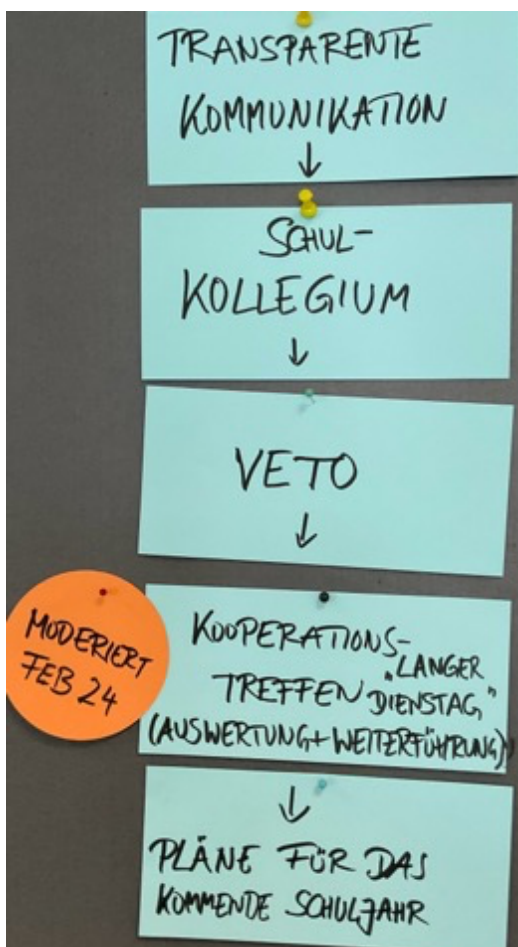 TRANSPARENTE
KOMMUNIKATION
↓
SCHUL-
KOLLEGIUM
↓
VETO
↓
MODERIERT
FEB 24
KOOPERATIONS-
TREFFEN „LANGER
DIENSTAG"
(AUSWERTUNG + WEITERFÜHRUNG)
↓
PLÄNE FÜR DAS
KOMMENDE SCHULJAHR